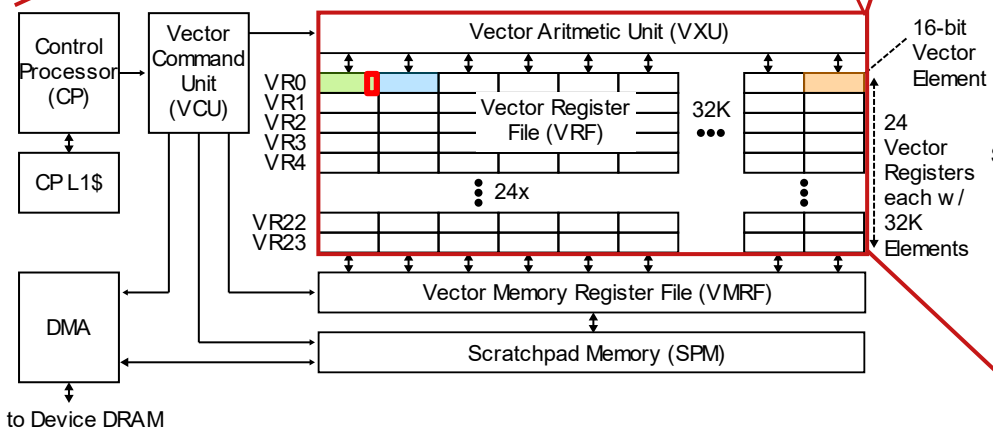 Control
Processor
(CP)
CP L1$
Vector
Command
Unit
(VCU)
Vector Aritmetic Unit (VXU)
VR0
VR1
VR2
VR3
VR4
VR22
VR23
Vector Register
File (VRF)
32K
24x
16-bit
Vector
Element
24
Vector
Registers
each w/
32K
Elements
Vector Memory Register File (VMRF)
Scratchpad Memory (SPM)
DMA
to Device DRAM